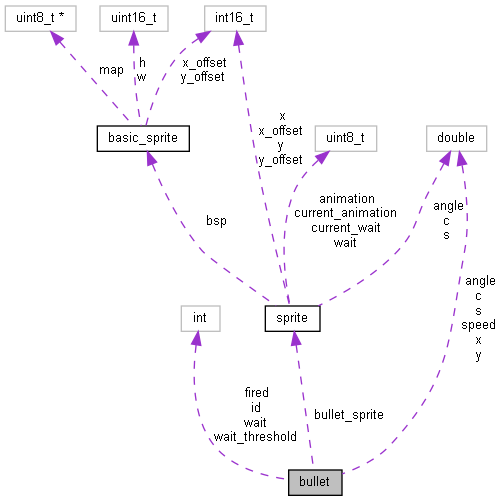 uint8_t *
uint16_t
int16_t
map
h
w
x_offset
y_offset
basic_sprite
x
x_offset
y
y_offset
uint8_t
double
bsp
animation
current_animation
current_wait
wait
angle
c
s
int
sprite
angle
c
s
speed
x
y
fired
id
wait
wait_threshold
bullet_sprite
bullet